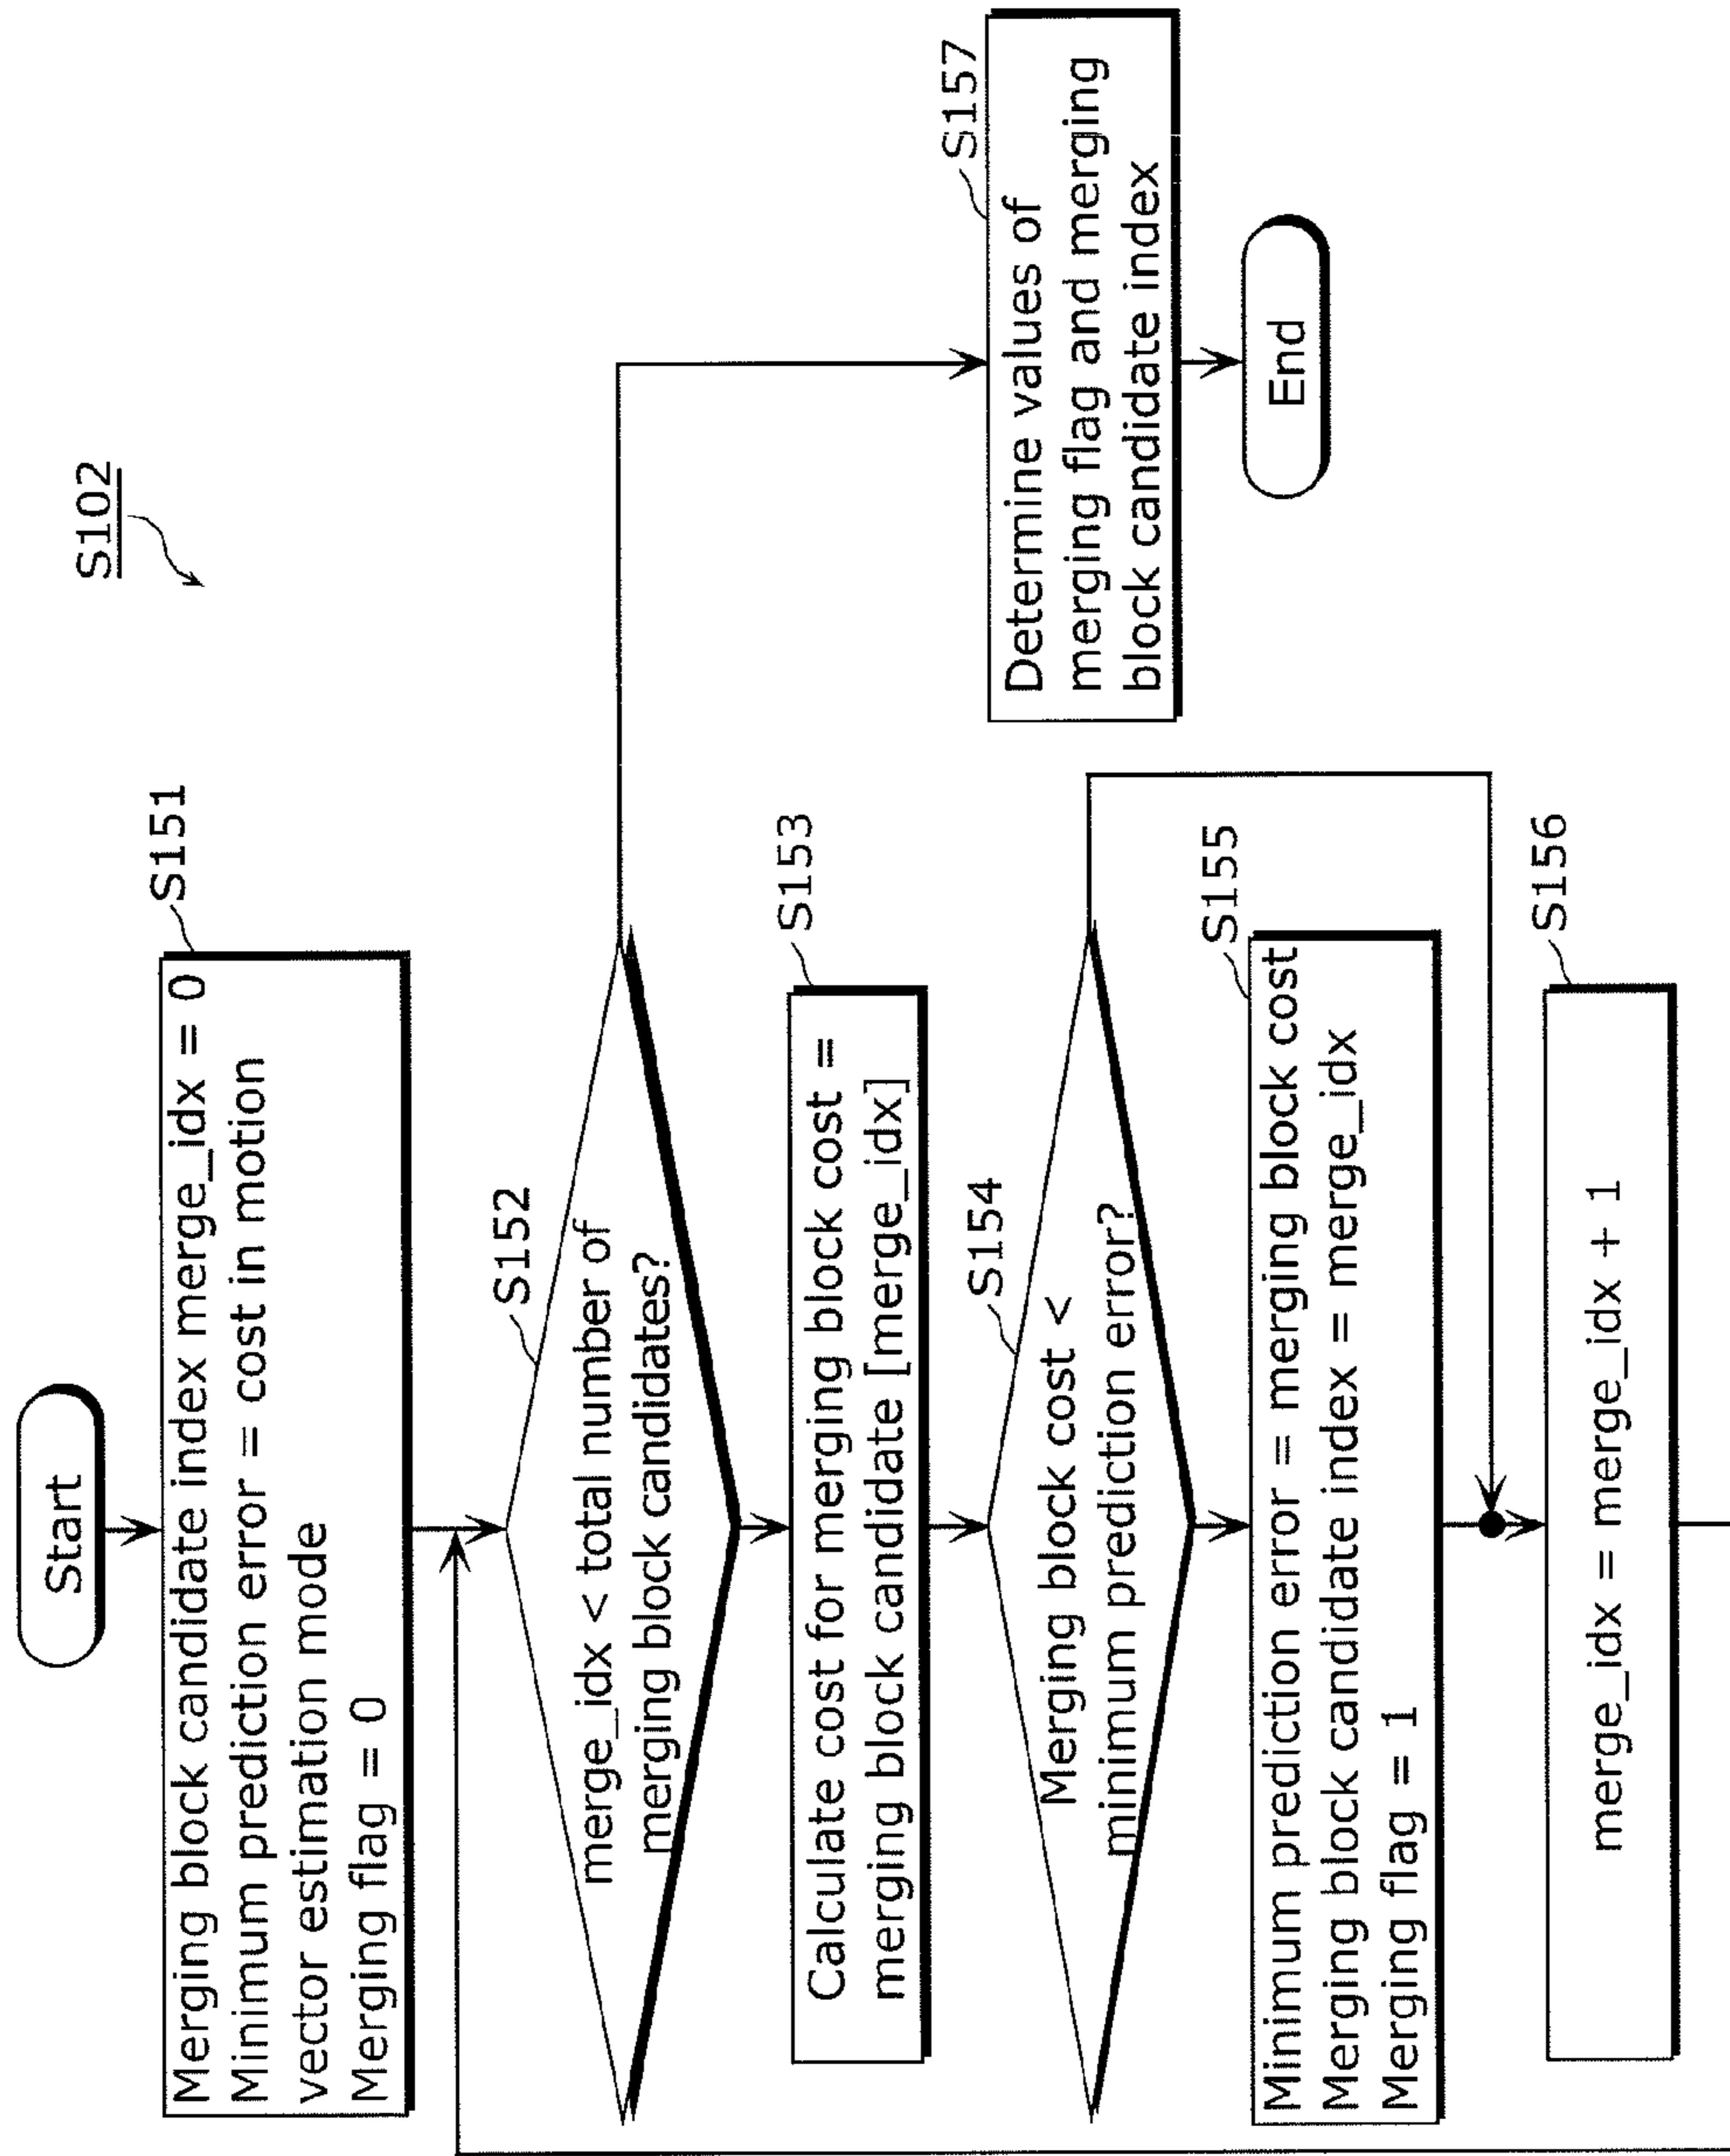 S102
Start
S151
Merging block candidate index merge_idx = 0
Minimum prediction error = cost in motion
vector estimation mode
Merging flag = 0
S152
merge_idx < total number of
merging block candidates?
S153
Calculate cost for merging block cost =
merging block candidate [merge_idx]
S154
Merging block cost <
minimum prediction error?
S155
Minimum prediction error = merging block cost
Merging block candidate index = merge_idx
Merging flag = 1
S156
merge_idx = merge_idx + 1
S157
Determine values of
merging flag and merging
block candidate index
End